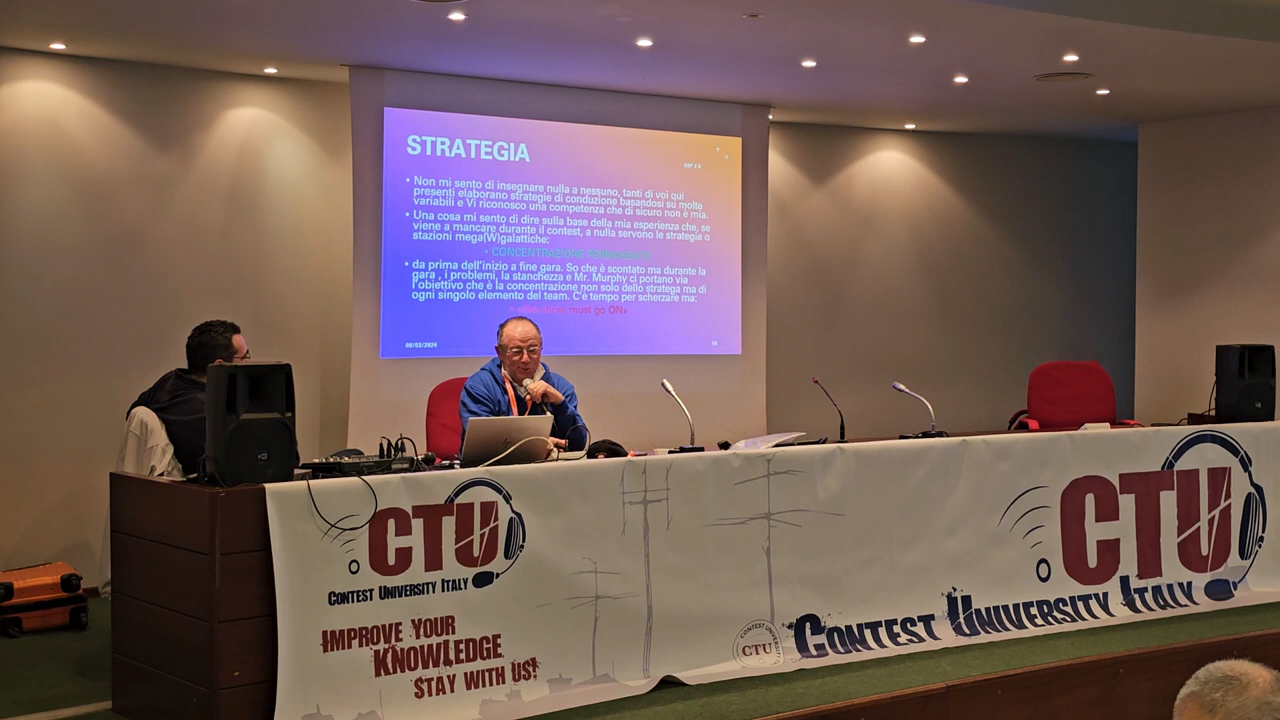 STRATEGIA
• Non mi sento di insegnare nulla a nessuno, tanti di voi qui
presenti elaborano strategie di conduzione basandosi su molte
variabili e Vi riconosco una competenza che di sicuro non è mia.
• Una cosa mi sento di dire sulla base della mia esperienza che, se
viene a mancare durante il contest, a nulla servono le strategie o
stazioni mega(W)galattiche:
• CONCENTRAZIONE
• da prima dell'inizio a fine gara. So che è scontato ma durante la
gara , i problemi, la stanchezza e Mr. Murphy ci portano via
l'obiettivo che è la concentrazione non solo dello stratega ma di
ogni singolo elemento del team. C'è tempo per scherzare ma:
must go ON»
09/03/2024
CTU
CONTEST UNIVERSITY ITALY
IMPROVE YOUR
KNOWLEDGE
STAY WITH US!
CONTEST UNIVERSITY
CTU
CTU
CONTEST UNIVERSITY ITALY